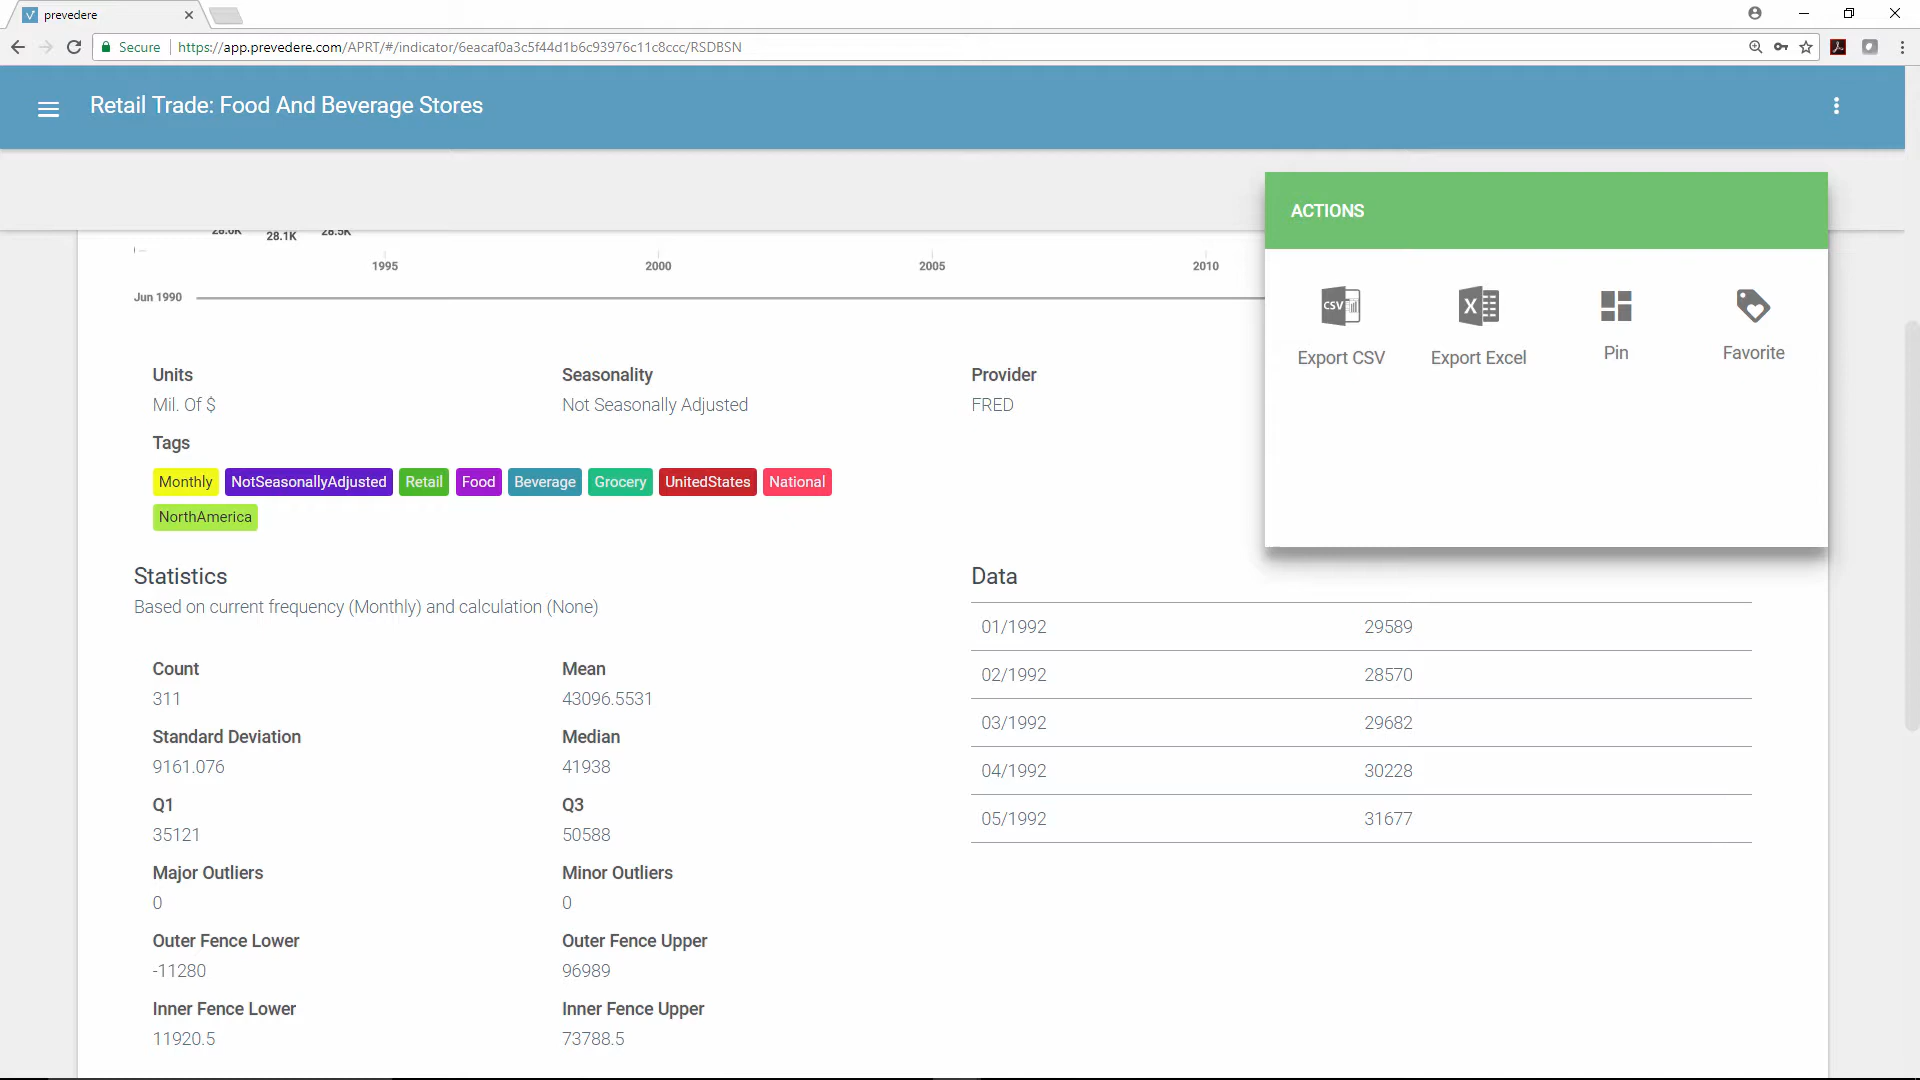 prevedere
Secure https://app.prevedere.com/APRT/#/indicator/6eacaf0a3c5f44d1b6c93976c11c8ccc/RSDBSN
Retail Trade: Food And Beverage Stores
ACTIONS
Export CSV Export Excel Pin Favorite
CSV
X
28.0K 28.1K 28.5K
1995 2000 2005 2010
Jun 1990
Units Seasonality Provider
Mil. Of $ Not Seasonally Adjusted FRED
Tags
Monthly NotSeasonallyAdjusted Retail Food Beverage Grocery UnitedStates National
NorthAmerica
Statistics
Based on current frequency (Monthly) and calculation (None)
Count Mean
311 43096.5531
Standard Deviation Median
9161.076 41938
Q1 Q3
35121 50588
Major Outliers Minor Outliers
0 0
Outer Fence Lower Outer Fence Upper
-11280 96989
Inner Fence Lower Inner Fence Upper
11920.5 73788.5
Data
01/1992 29589
02/1992 28570
03/1992 29682
04/1992 30228
05/1992 31677